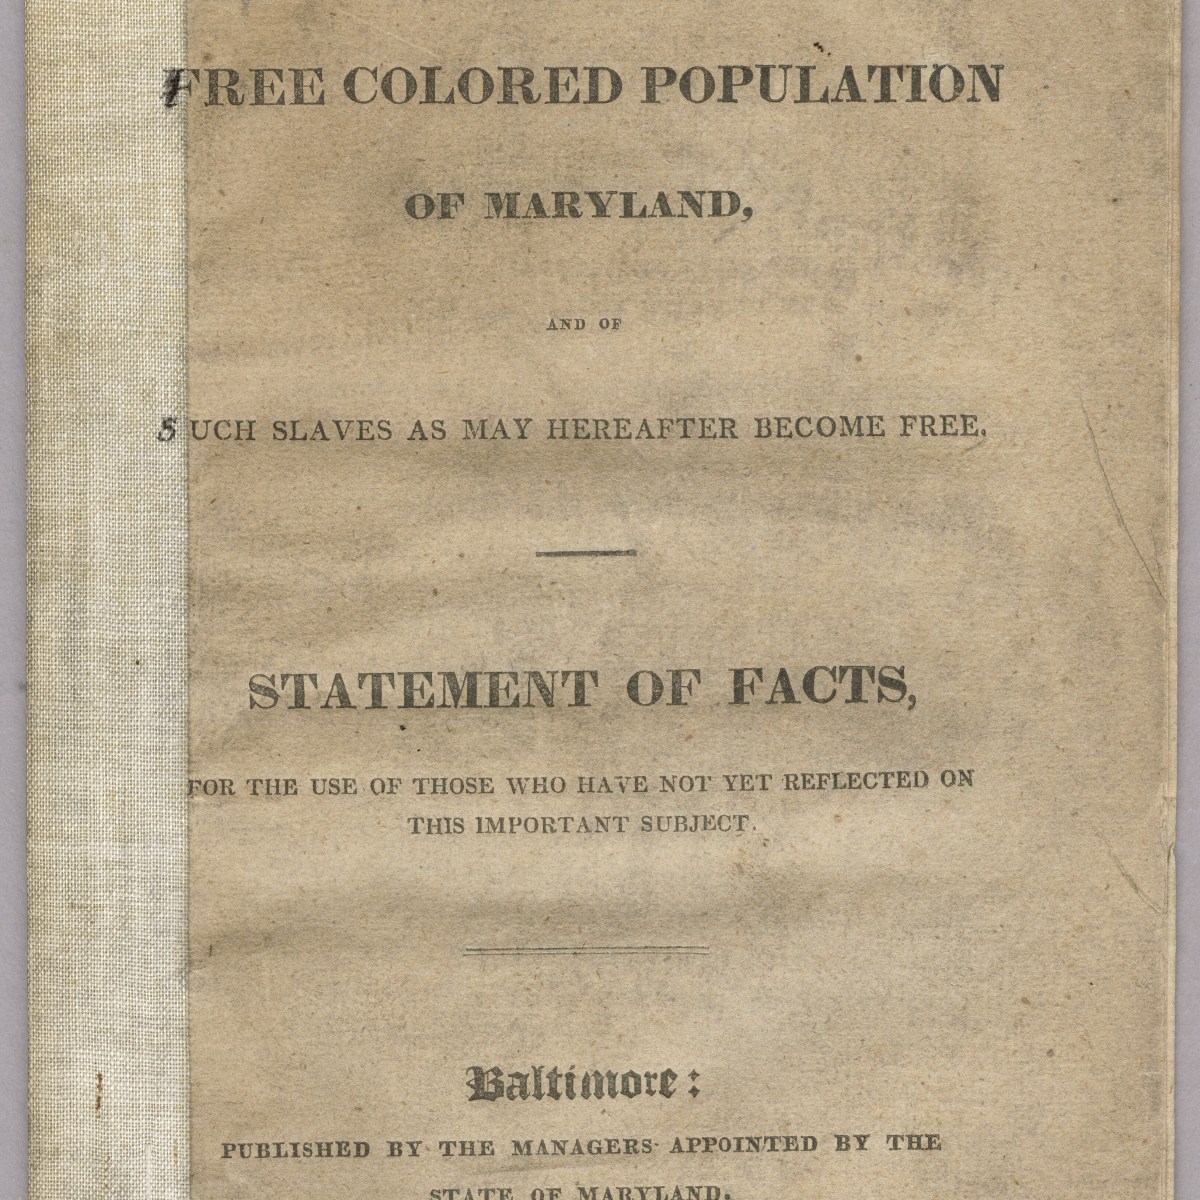 FREE COLORED POPULATION
OF MARYLAND,
AND OF
SUCH SLAVES AS MAY HEREAFTER BECOME FREE.
STATEMENT OF FACTS,
FOR THE USE OF THOSE WHO HAVE NOT YET REFLECTED ON
THIS IMPORTANT SUBJECT.
Baltimore:
PUBLISHED BY THE MANAGERS APPOINTED BY THE
STATE OF MARYLAND.